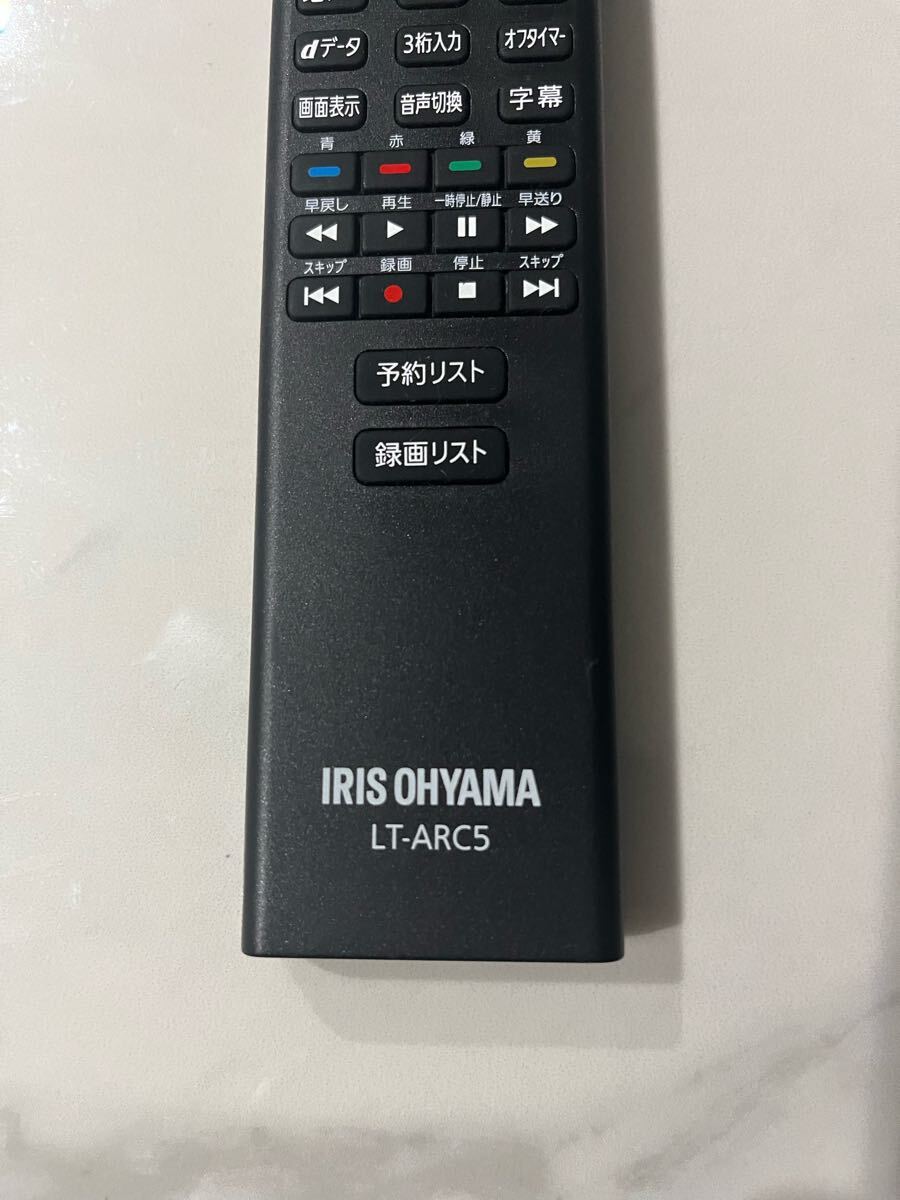 dデータ 3桁入力 オフタイマー
画面表示 音声切換 字幕
青 赤 緑 黄
早戻し 再生 一時停止/静止 早送り
スキップ 録画 停止 スキップ
予約リスト
録画リスト
IRIS OHYAMA
LT-ARC5